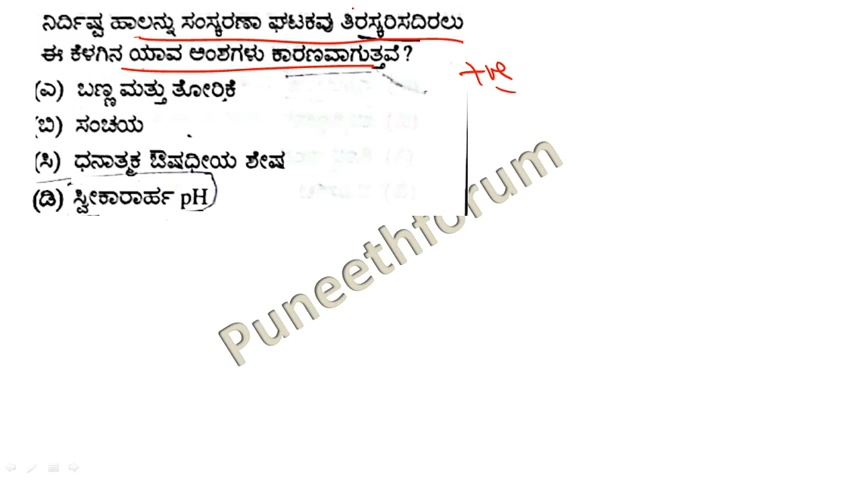 ನಿರ್ದಿಷ್ಟ ಹಾಲನ್ನು ಸಂಸ್ಕರಣಾ ಘಟಕವು ತಿರಸ್ಕರಿಸದಿರಲು
ಈ ಕೆಳಗಿನ ಯಾವ ಅಂಶಗಳು ಕಾರಣವಾಗುತ್ತವೆ?
+ve
(ಎ) ಬಣ್ಣ ಮತ್ತು ತೋರಿಕೆ
(ಬಿ) ಸಂಚಯ
(ಸಿ) ಧನಾತ್ಮಕ ಔಷಧೀಯ ಶೇಷ
(ಡಿ) ಸ್ವೀಕಾರಾರ್ಹ pH
Puneethforum